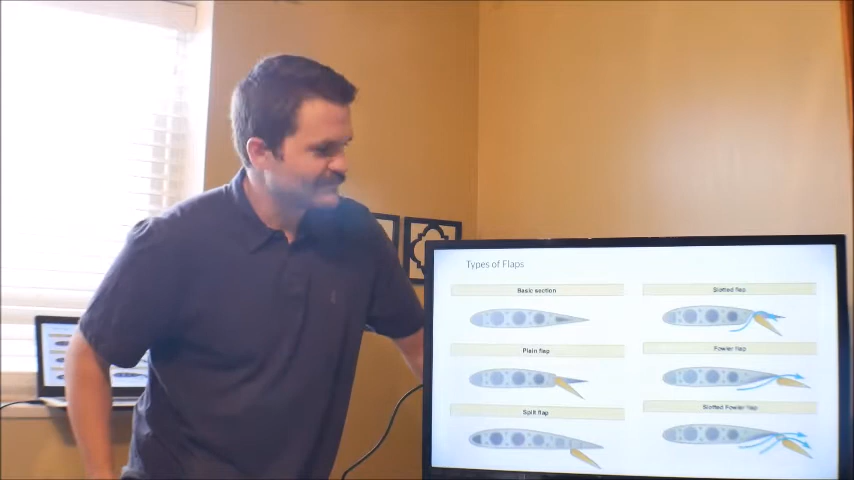 Types of Flaps
Basic section
Slotted flap
Plain flap
Fowler flap
Split flap
Slotted Fowler flap